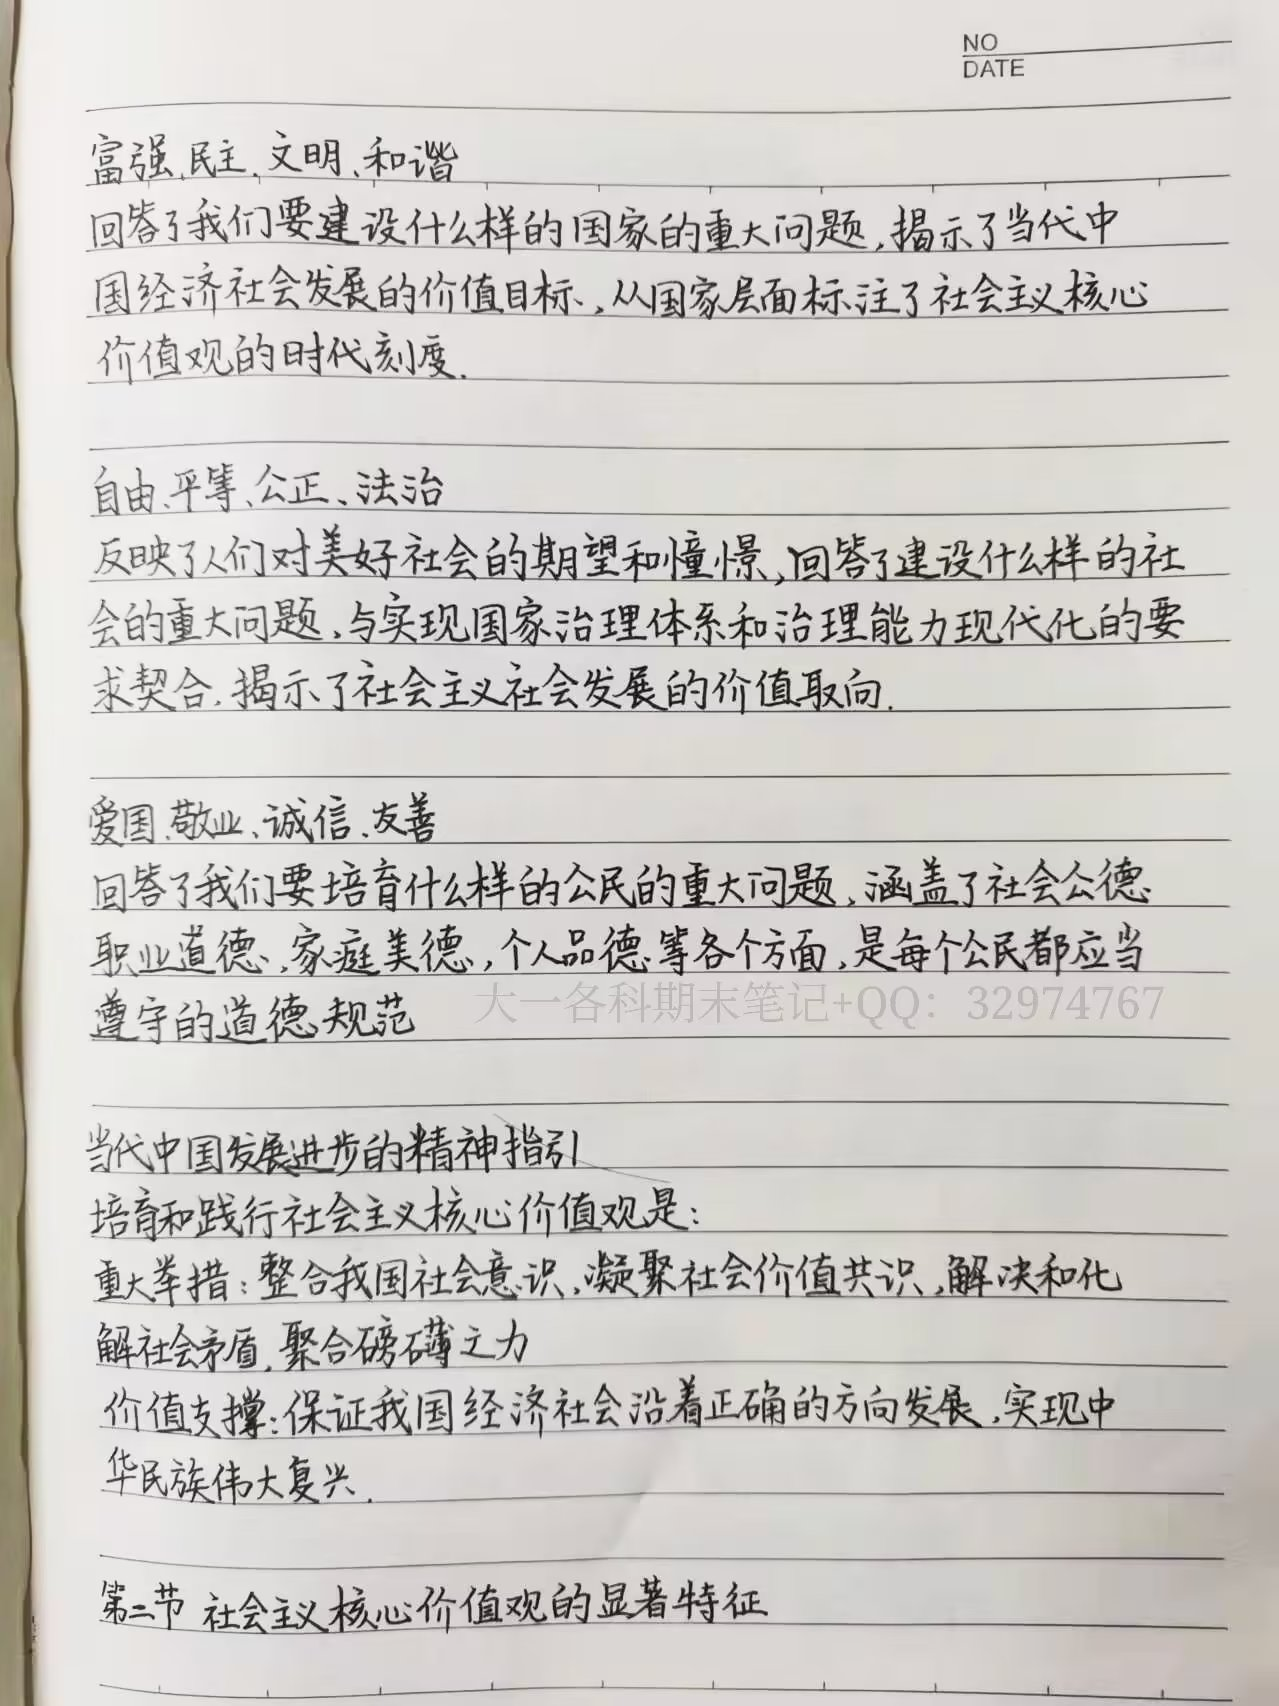 NO
DATE
富强、民主、文明、和谐
回答了我们要建设什么样的国家的重大问题,揭示了当代中
国经济社会发展的价值目标,从国家层面标注了社会主义核心
价值观的时代刻度.
自由、平等、公正、法治
反映了人们对美好社会的期望和憧憬,回答了建设什么样的社
会的重大问题,与实现国家治理体系和治理能力现代化的要
求契合,揭示了社会主义社会发展的价值取向.
爱国、敬业、诚信、友善
回答了我们要培育什么样的公民的重大问题,涵盖了社会公德、
职业道德,家庭美德,个人品德等各个方面,是每个公民都应当
遵守的道德规范
大一各科期末笔记+QQ：32974767
当代中国发展进步的精神指引
培育和践行社会主义核心价值观是:
重大举措:整合我国社会意识,凝聚社会价值共识,解决和化
解社会矛盾,聚合磅礴之力
价值支撑:保证我国经济社会沿着正确的方向发展,实现中
华民族伟大复兴.
第二节 社会主义核心价值观的显著特征